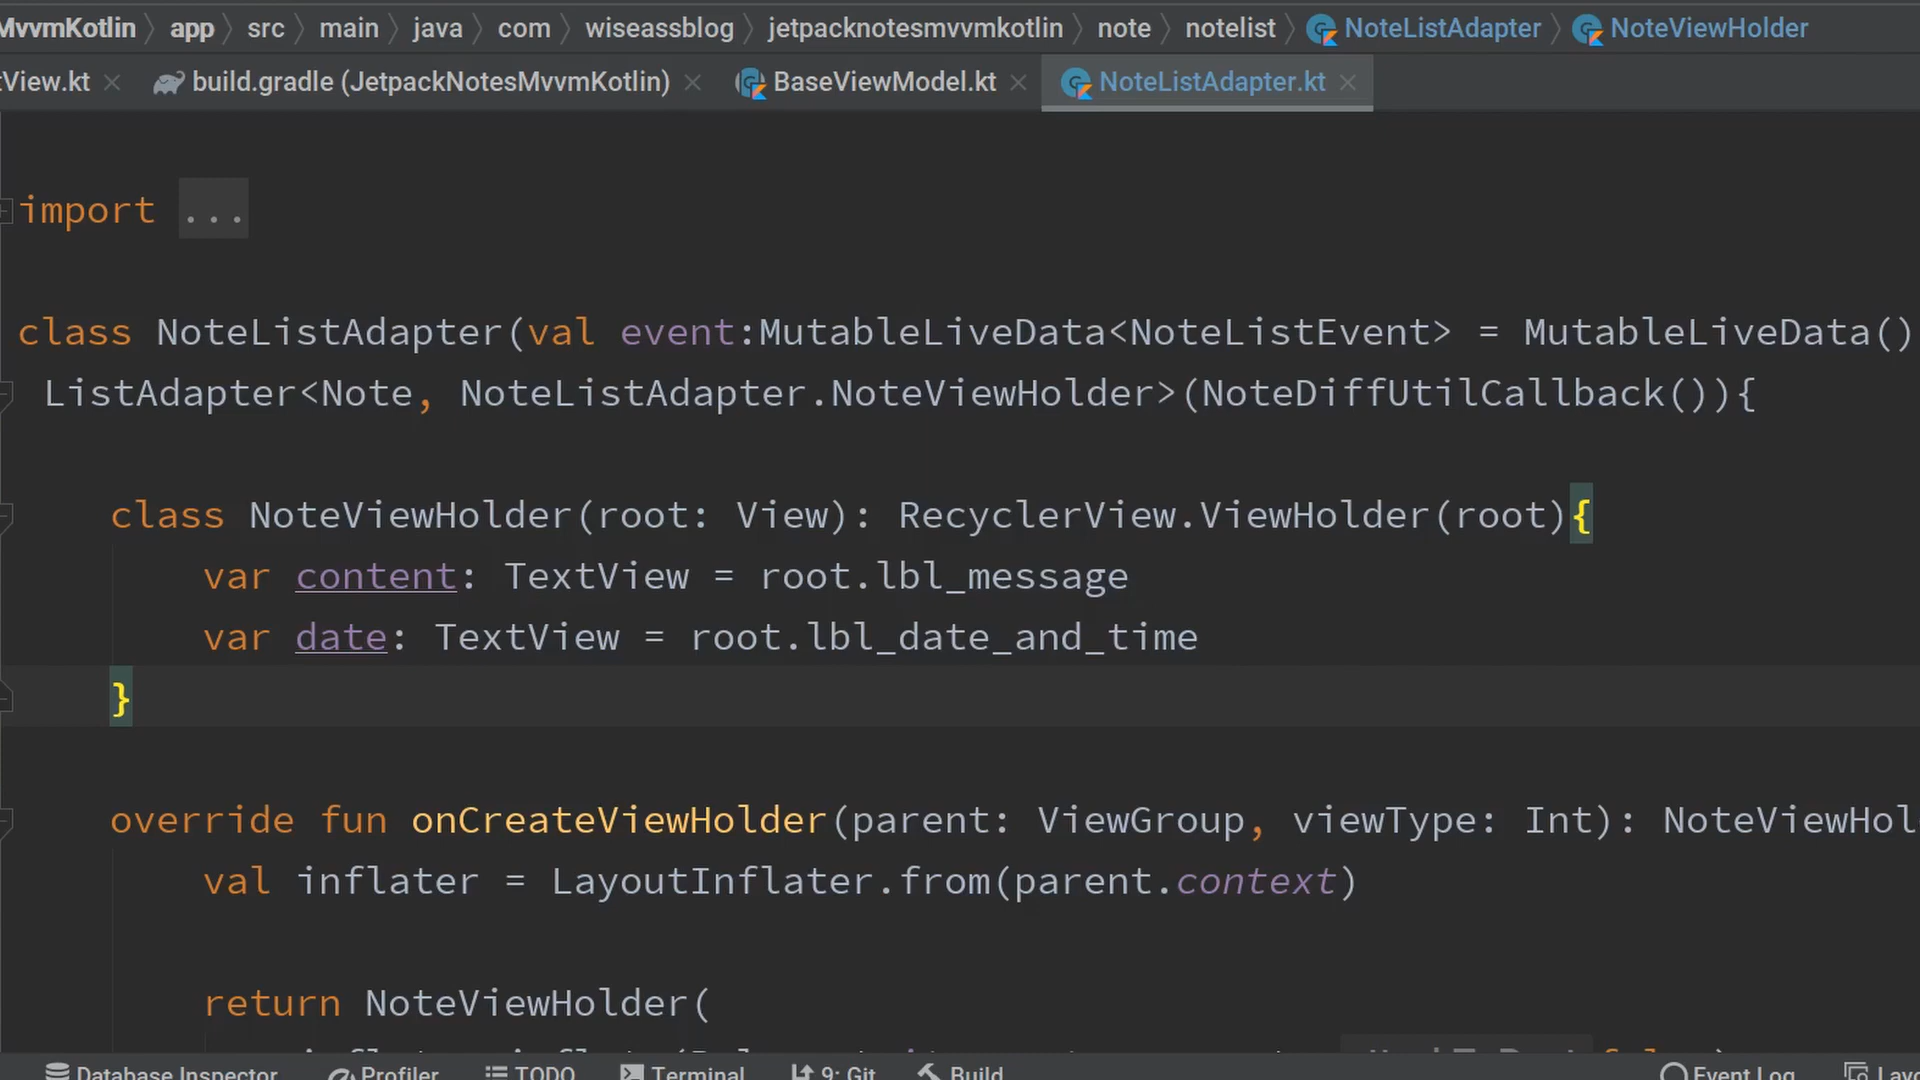 MvvmKotlin app src main java com wiseassblog jetpacknotesmvvmkotlin note notelist NoteListAdapter NoteViewHolder
View.kt build.gradle (JetpackNotesMvvmKotlin) BaseViewModel.kt NoteListAdapter.kt
import ...
class NoteListAdapter(val event:MutableLiveData<NoteListEvent> = MutableLiveData()
ListAdapter<Note, NoteListAdapter.NoteViewHolder>(NoteDiffUtilCallback()){
class NoteViewHolder(root: View): RecyclerView.ViewHolder(root){
var content: TextView = root.lbl_message
var date: TextView = root.lbl_date_and_time
}
override fun onCreateViewHolder(parent: ViewGroup, viewType: Int): NoteViewHol
val inflater = LayoutInflater.from(parent.context)
return NoteViewHolder(
Database Inspector Profiler TODO Terminal 9: Git Build Event Log Layo